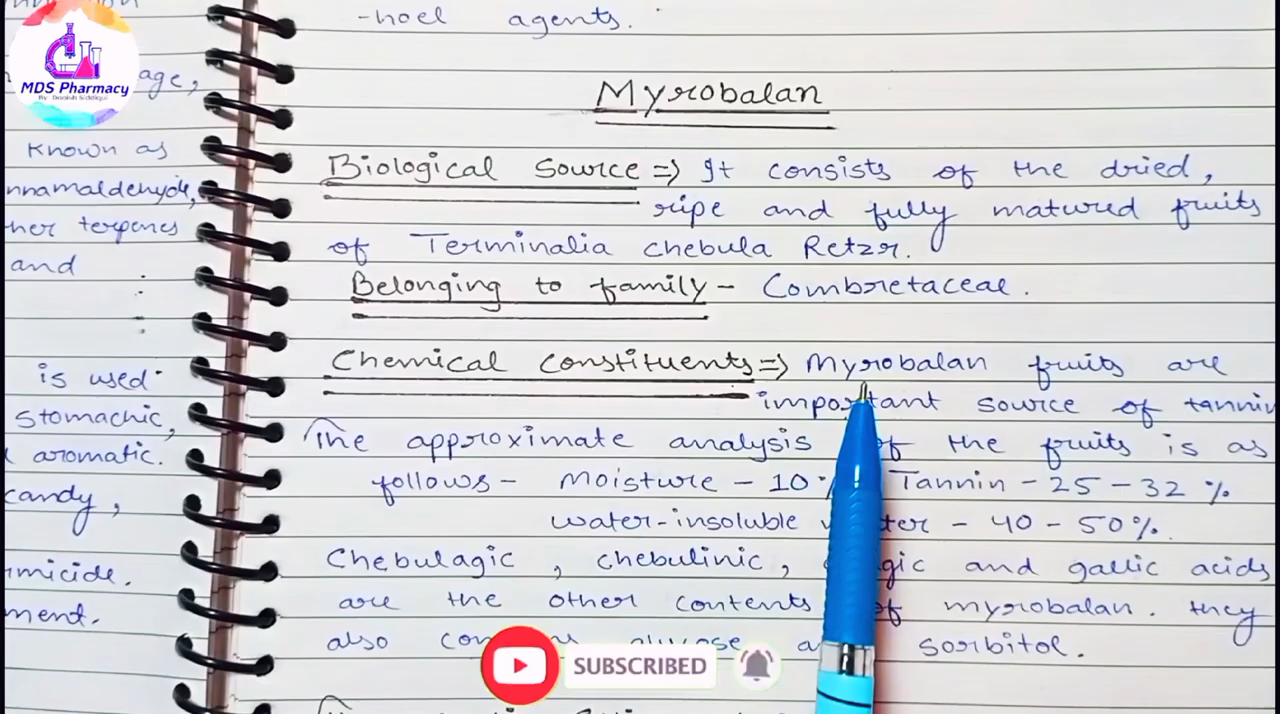 -noel agents.
MDS Pharmacy
By: Danish Siddiqui
age,
Known as
nnamaldehyde,
her terpenes
and
is used
stomachic,
aromatic.
candy,
micide.
ment.
Myrobalan
Biological Source => It consists of the dried,
ripe and fully matured fruits
of Terminalia chebula Retzr.
Belonging to family - Combretaceae.
Chemical Constituents => Myrobalan fruits are
important source of tannin
The approximate analysis of the fruits is as
follows - Moisture - 10 % Tannin - 25 - 32 %
water-insoluble - 40 - 50%.
Chebulagic, chebulinic, and gallic acids
are the other contents of myrobalan. they
also sorbitol.
SUBSCRIBED